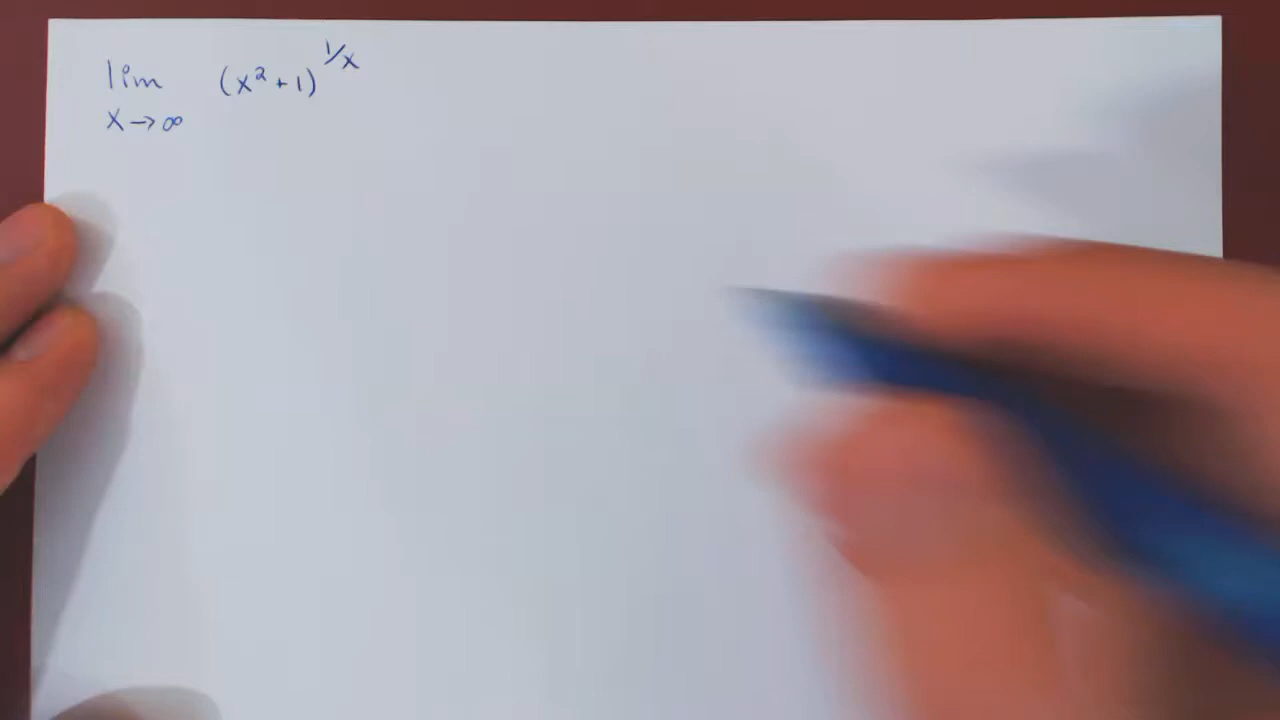 lim (x²+1)^1/x
x→∞